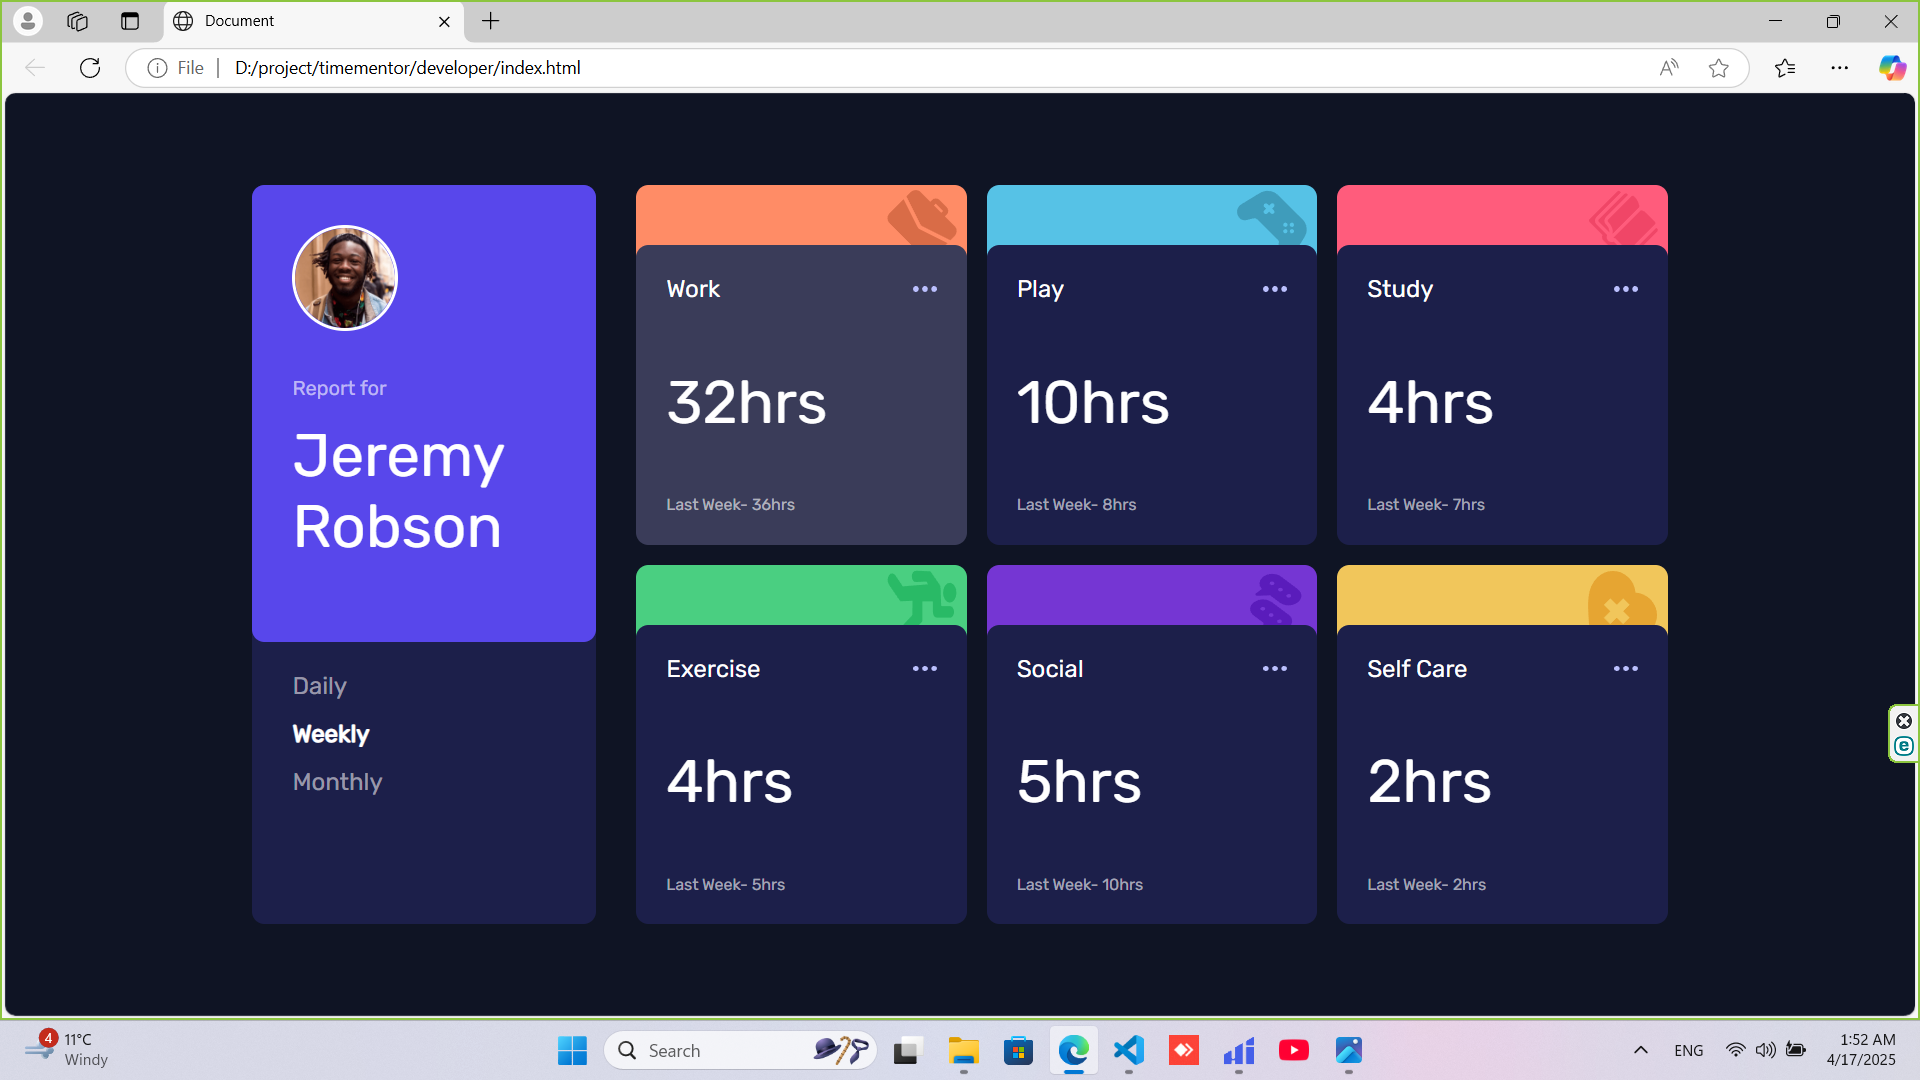 Document
File
D:/project/timementor/developer/index.html
Report for
Jeremy
Robson
Daily
Weekly
Monthly
Work
32hrs
Last Week- 36hrs
Play
10hrs
Last Week- 8hrs
Study
4hrs
Last Week- 7hrs
Exercise
4hrs
Last Week- 5hrs
Social
5hrs
Last Week- 10hrs
Self Care
2hrs
Last Week- 2hrs
4
11°C
Windy
Search
ENG
1:52 AM
4/17/2025